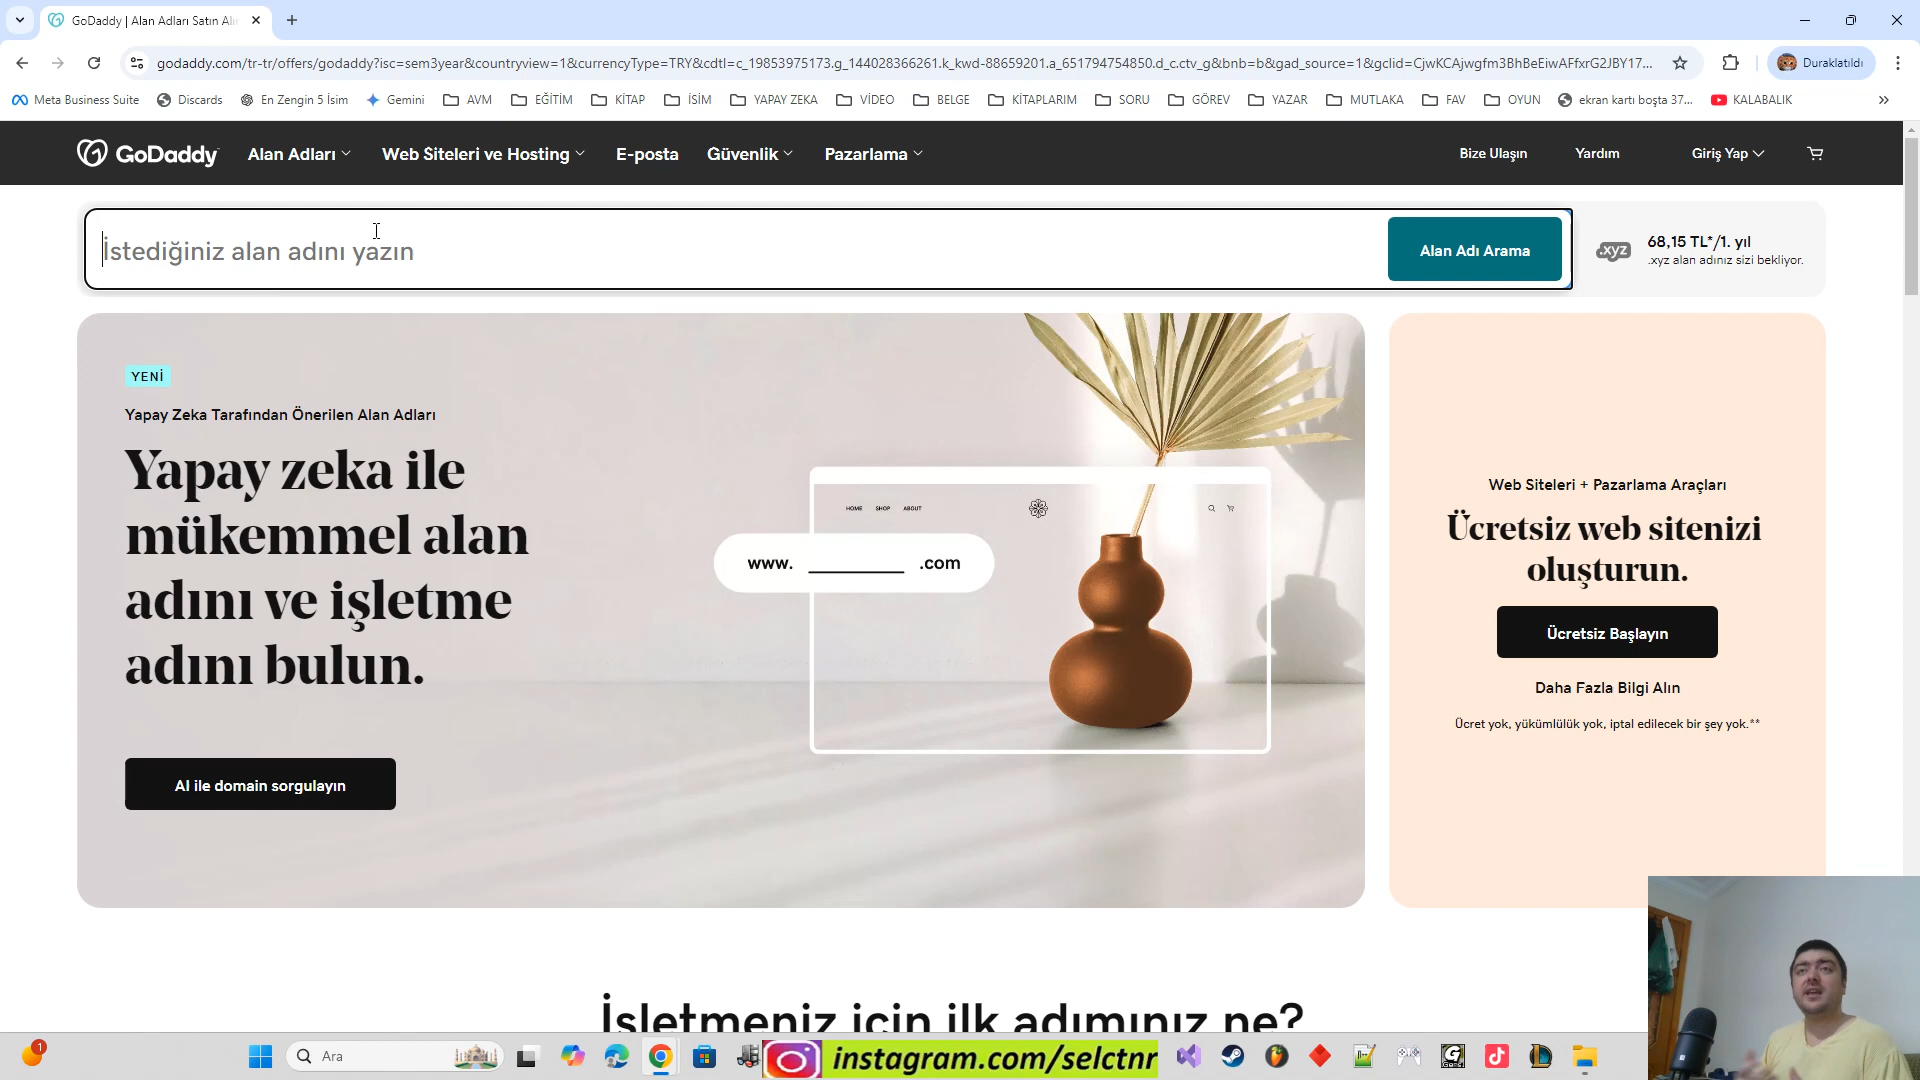 GoDaddy | Alan Adları Satın Alı
godaddy.com/tr-tr/offers/godaddy?isc=sem3year&countryview=1&currencyType=TRY&cdtl=c_19853975173.g_144028366261.k_kwd-88659201.a_651794754850.d_c.ctv_g&bnb=b&gad_source=1&gclid=CjwKCAjwgfm3BhBeEiwAFfxrG2JBY17...
Duraklatıldı
Meta Business Suite
Discards
En Zengin 5 İsim
Gemini
AVM
EĞİTİM
KİTAP
İSİM
YAPAY ZEKA
VİDEO
BELGE
KİTAPLARIM
SORU
GÖREV
YAZAR
MUTLAKA
FAV
OYUN
ekran kartı boşta 37...
KALABALIK
GoDaddy
Alan Adları
Web Siteleri ve Hosting
E-posta
Güvenlik
Pazarlama
Bize Ulaşın
Yardım
Giriş Yap
İstediğiniz alan adını yazın
Alan Adı Arama
.xyz
68,15 TL*/1. yıl
.xyz alan adınız sizi bekliyor.
YENİ
Yapay Zeka Tarafından Önerilen Alan Adları
Yapay zeka ile
mükemmel alan
adını ve işletme
adını bulun.
AI ile domain sorgulayın
HOME SHOP ABOUT
www. ________ .com
Web Siteleri + Pazarlama Araçları
Ücretsiz web sitenizi
oluşturun.
Ücretsiz Başlayın
Daha Fazla Bilgi Alın
Ücret yok, yükümlülük yok, iptal edilecek bir şey yok.**
İşletmeniz için ilk adımınız ne?
1
Ara
instagram.com/selctnr